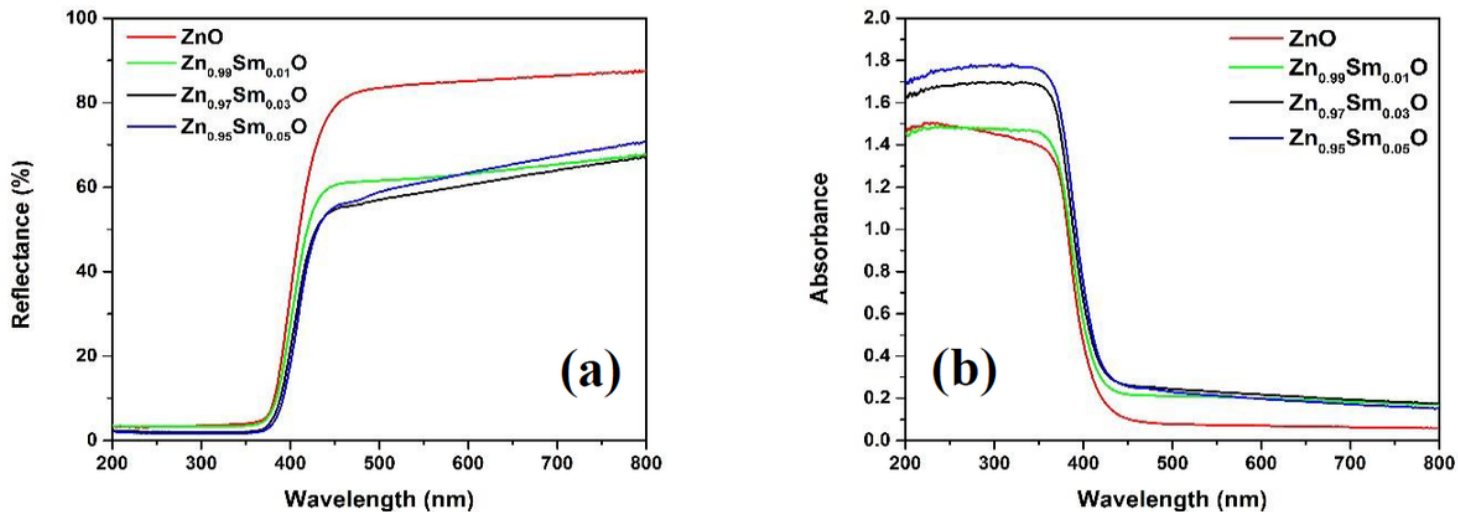 100
80
60
40
20
0
Reflectance (%)
ZnO
Zn₀.₉₉Sm₀.₀₁O
Zn₀.₉₇Sm₀.₀₃O
Zn₀.₉₅Sm₀.₀₅O
(a)
200 300 400 500 600 700 800
Wavelength (nm)
2.0
1.8
1.6
1.4
1.2
1.0
0.8
0.6
0.4
0.2
0.0
Absorbance
ZnO
Zn₀.₉₉Sm₀.₀₁O
Zn₀.₉₇Sm₀.₀₃O
Zn₀.₉₅Sm₀.₀₅O
(b)
200 300 400 500 600 700 800
Wavelength (nm)